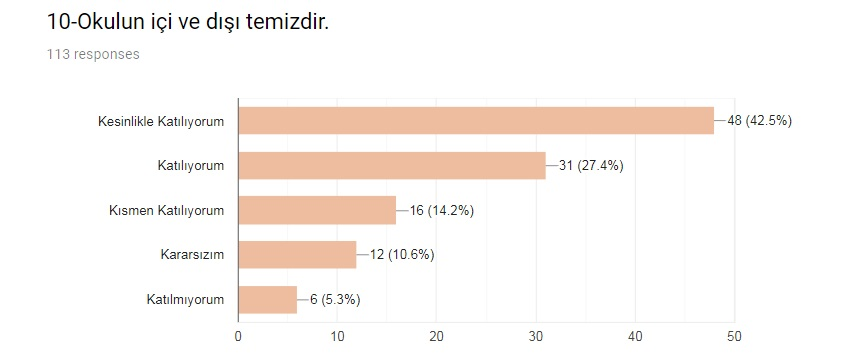 10-Okulun içi ve dışı temizdir.
113 responses
Kesinlikle Katılıyorum 48 (42.5%)
Katılıyorum 31 (27.4%)
Kısmen Katılıyorum 16 (14.2%)
Kararsızım 12 (10.6%)
Katılmıyorum 6 (5.3%)
0 10 20 30 40 50